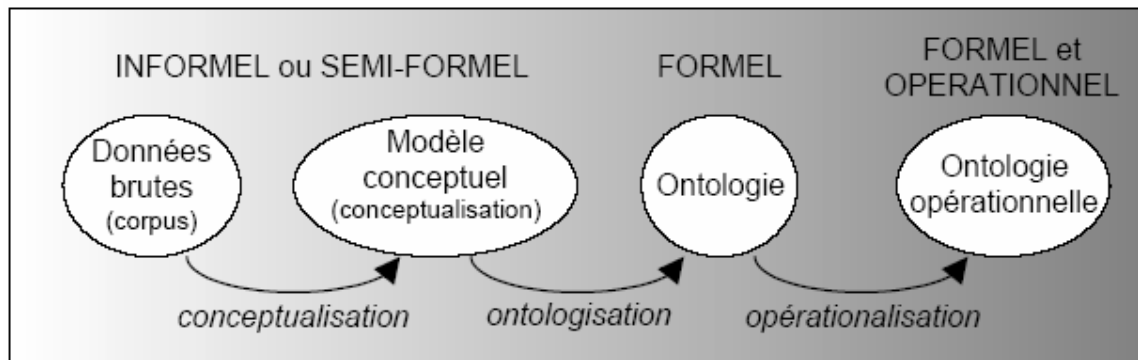 INFORMEL ou SEMI-FORMEL
FORMEL
FORMEL et
OPERATIONNEL
Données
brutes
(corpus)
Modèle
conceptuel
(conceptualisation)
Ontologie
Ontologie
opérationnelle
conceptualisation
ontologisation
opérationalisation